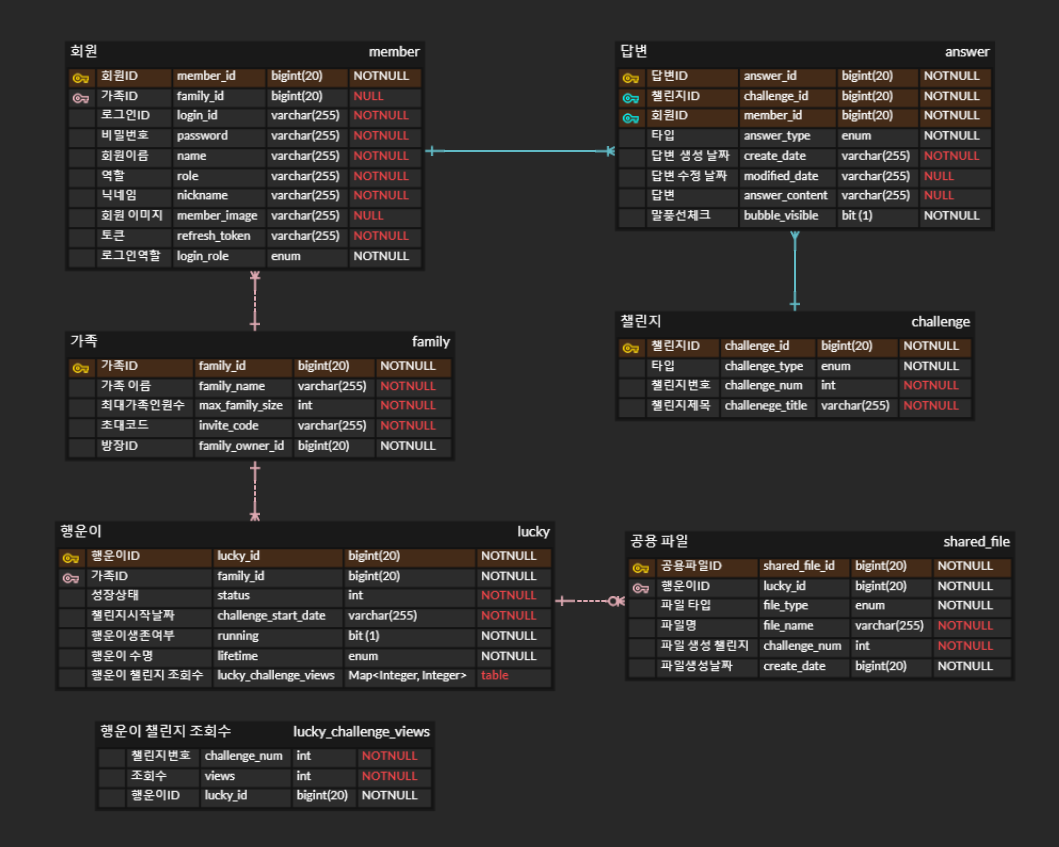 회원 member
회원ID member_id bigint(20) NOTNULL
가족ID family_id bigint(20) NULL
로그인ID login_id varchar(255) NOTNULL
비밀번호 password varchar(255) NOTNULL
회원이름 name varchar(255) NOTNULL
역할 role varchar(255) NOTNULL
닉네임 nickname varchar(255) NOTNULL
회원 이미지 member_image varchar(255) NULL
토큰 refresh_token varchar(255) NOTNULL
로그인역할 login_role enum NOTNULL
답변 answer
답변ID answer_id bigint(20) NOTNULL
챌린지ID challenge_id bigint(20) NOTNULL
회원ID member_id bigint(20) NOTNULL
타입 answer_type enum NOTNULL
답변 생성 날짜 create_date varchar(255) NOTNULL
답변 수정 날짜 modified_date varchar(255) NULL
답변 answer_content varchar(255) NULL
말풍선체크 bubble_visible bit (1) NOTNULL
가족 family
가족ID family_id bigint(20) NOTNULL
가족 이름 family_name varchar(255) NOTNULL
최대가족인원수 max_family_size int NOTNULL
초대코드 invite_code varchar(255) NOTNULL
방장ID family_owner_id bigint(20) NOTNULL
챌린지 challenge
챌린지ID challenge_id bigint(20) NOTNULL
타입 challenge_type enum NOTNULL
챌린지번호 challenge_num int NOTNULL
챌린지제목 challenege_title varchar(255) NOTNULL
행운이 lucky
행운이ID lucky_id bigint(20) NOTNULL
가족ID family_id bigint(20) NOTNULL
성장상태 status int NOTNULL
챌린지시작날짜 challenge_start_date varchar(255) NOTNULL
행운이생존여부 running bit (1) NOTNULL
행운이 수명 lifetime enum NOTNULL
행운이 챌린지 조회수 lucky_challenge_views Map<Integer, Integer> table
공용 파일 shared_file
공용파일ID shared_file_id bigint(20) NOTNULL
행운이ID lucky_id bigint(20) NOTNULL
파일 타입 file_type enum NOTNULL
파일명 file_name varchar(255) NOTNULL
파일 생성 챌린지 challenge_num int NOTNULL
파일생성날짜 create_date bigint(20) NOTNULL
행운이 챌린지 조회수 lucky_challenge_views
챌린지번호 challenge_num int NOTNULL
조회수 views int NOTNULL
행운이ID lucky_id bigint(20) NOTNULL